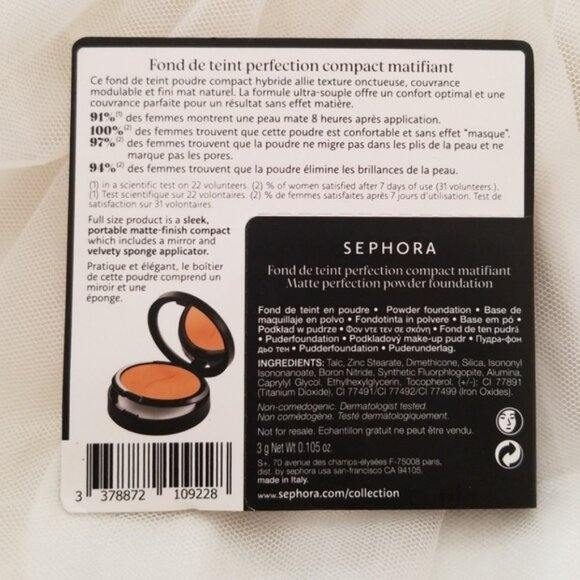 Fond de teint perfection compact matifiant
Ce fond de teint poudre compact hybride allie texture onctueuse, couvrance
modulable et fini mat naturel. La formule ultra-souple offre un confort optimal et une
couvrance parfaite pour un résultat sans effet matière.
91%(1) des femmes montrent une peau mate 8 heures après application.
100%(2) des femmes trouvent que cette poudre est confortable et sans effet "masque".
97%(2) des femmes trouvent que la poudre ne migre pas dans les plis de la peau et ne
marque pas les pores.
94%(2) des femmes trouvent que la poudre élimine les brillances de la peau.
(1) in a scientific test on 22 volunteers. (2) % of women satisfied after 7 days of use (31 volunteers).
(1) Test scientifique sur 22 volontaires. (2) % de femmes satisfaites après 7 jours d'utilisation. Test de
satisfaction sur 31 volontaires.
Full size product is a sleek,
portable matte-finish compact
which includes a mirror and
velvety sponge applicator.
Pratique et élégant, le boîtier
de cette poudre comprend un
miroir et une
éponge.
3 378872 109228
SEPHORA
Fond de teint perfection compact matifiant
Matte perfection powder foundation
Fond de teint en poudre • Powder foundation • Base de
maquillaje en polvo • Fondotinta in polvere • Base em pó •
Podkład w pudrze • Φον ντε τεν σε σκόνη • Fond de ten pudră
• Puderfoundation • Podkladový make-up pudr • Пудра-фон
дьо тен • Pudderfoundation • Puderunderlag.
INGREDIENTS: Talc, Zinc Stearate, Dimethicone, Silica, Isononyl
Isononanoate, Boron Nitride, Synthetic Fluorphlogopite, Alumina,
Caprylyl Glycol, Ethylhexylglycerin, Tocopherol. (+/-): CI 77891
(Titanium Dioxide), CI 77491/CI 77492/CI 77499 (Iron Oxides).
Non-comedogenic. Dermatologist tested.
Non comédogène. Testé dermatologiquement.
Not for resale. Echantillon gratuit ne peut être vendu.
3 g Net Wt 0.105 oz.
S+, 70 avenue des champs-élysées F-75008 paris,
dist. by sephora usa san-francisco CA 94105.
made in Italy.
www.sephora.com/collection